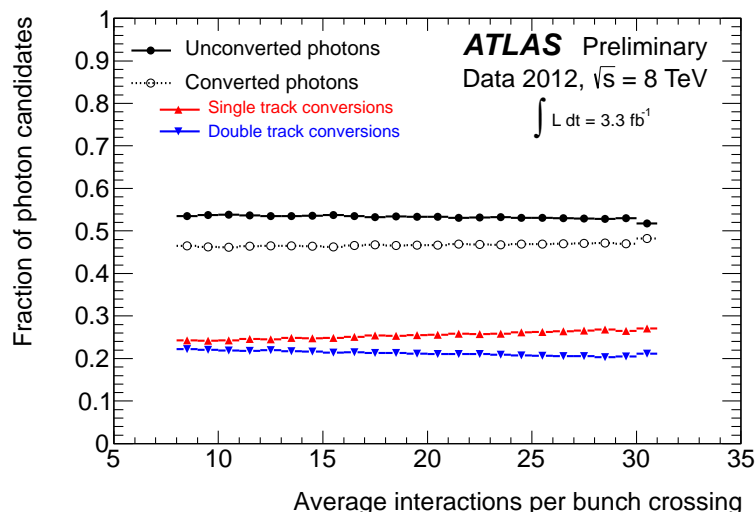 Fraction of photon candidates
1
0.9
0.8
0.7
0.6
0.5
0.4
0.3
0.2
0.1
0
Unconverted photons
Converted photons
Single track conversions
Double track conversions
ATLAS Preliminary
Data 2012, √s = 8 TeV
∫ L dt = 3.3 fb⁻¹
5 10 15 20 25 30 35
Average interactions per bunch crossing